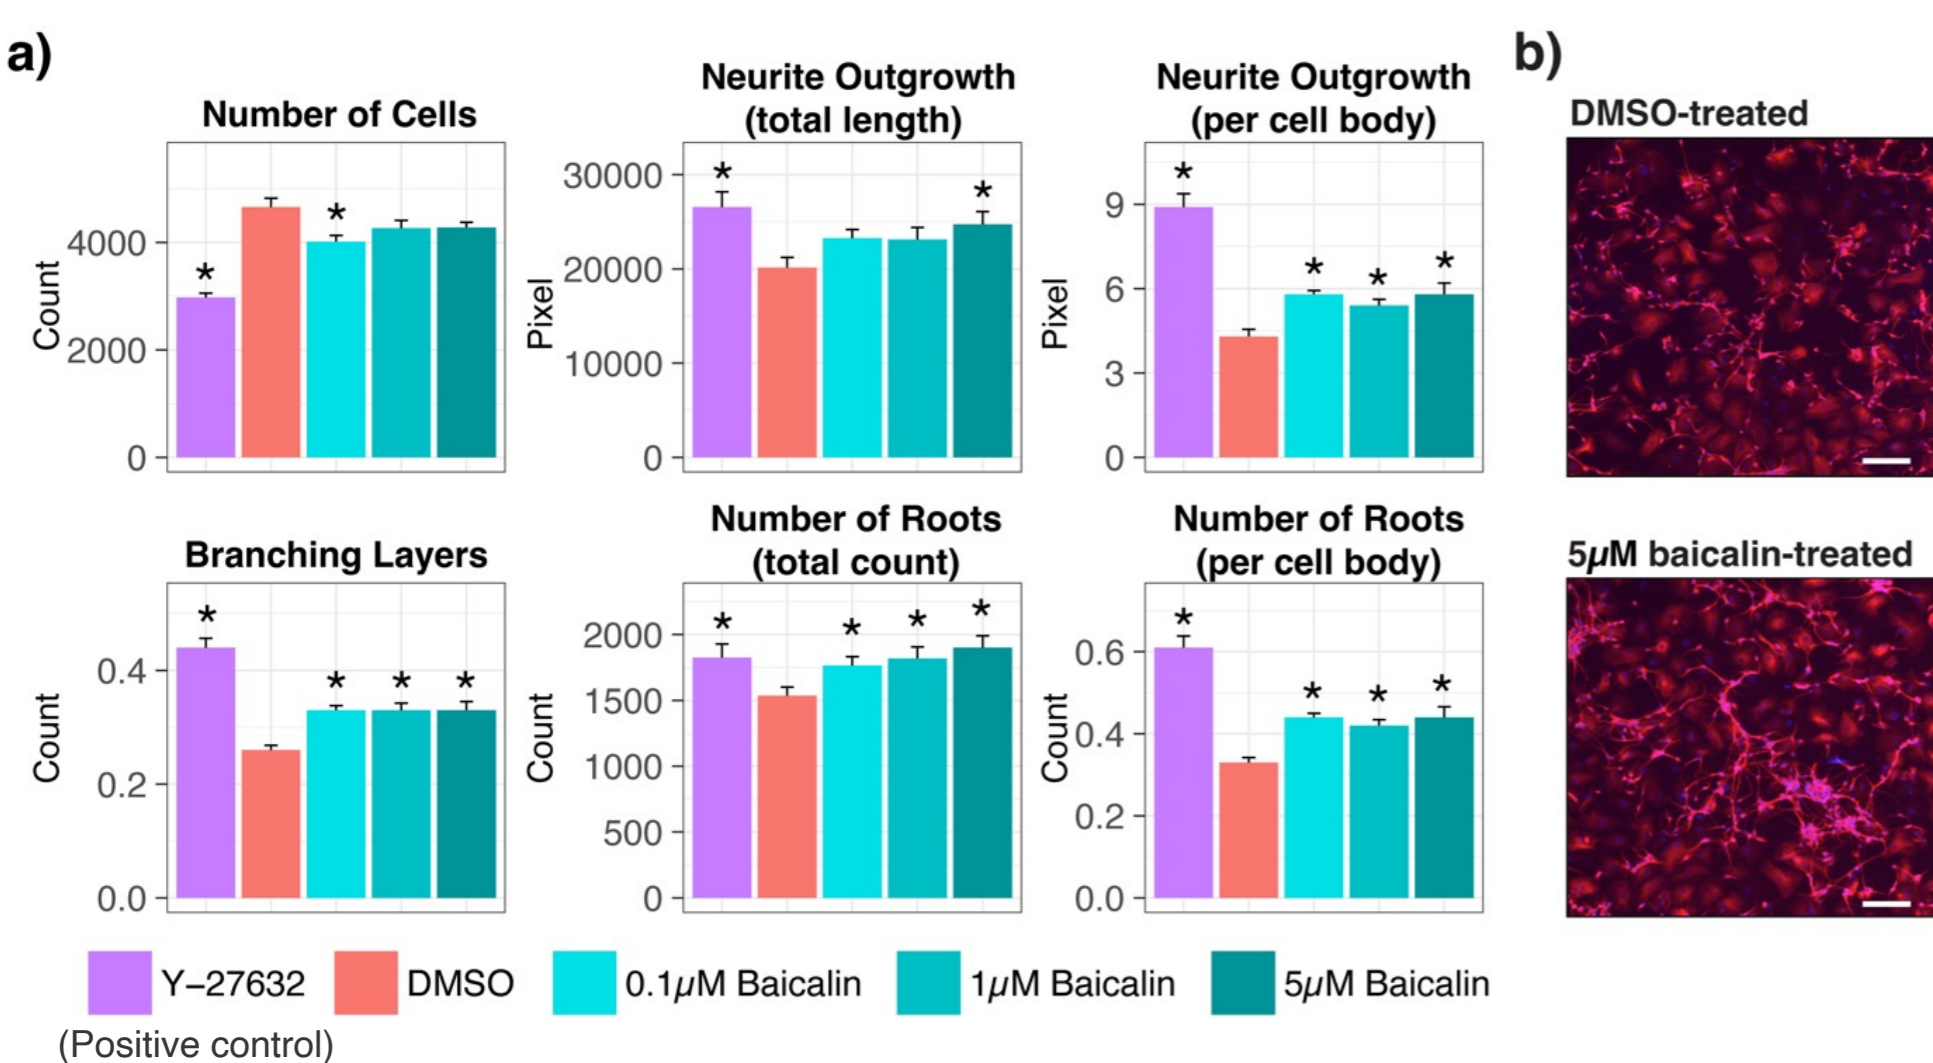 a)
Number of Cells
Count
4000
2000
0
*
*
Neurite Outgrowth
(total length)
Pixel
30000
20000
10000
0
*
*
Neurite Outgrowth
(per cell body)
Pixel
9
6
3
0
*
*
*
*
Branching Layers
Count
0.4
0.2
0.0
*
*
*
*
Number of Roots
(total count)
Count
2000
1500
1000
500
0
*
*
*
*
Number of Roots
(per cell body)
Count
0.6
0.4
0.2
0.0
*
*
*
*
Y–27632
(Positive control)
DMSO
0.1µM Baicalin
1µM Baicalin
5µM Baicalin
b)
DMSO-treated
5µM baicalin-treated